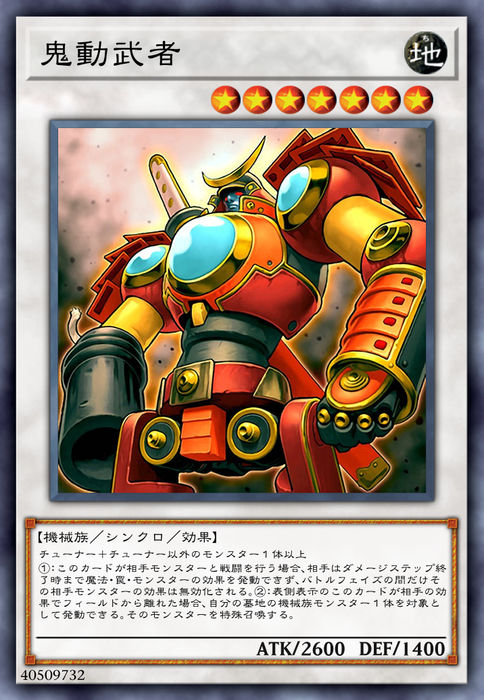 鬼動武者
ち
地
【機械族／シンクロ／効果】
チューナー＋チューナー以外のモンスター１体以上
①：このカードが相手モンスターと戦闘を行う場合、相手はダメージステップ終
了時まで魔法・罠・モンスターの効果を発動できず、バトルフェイズの間だけそ
の相手モンスターの効果は無効化される。②：表側表示のこのカードが相手の効
果でフィールドから離れた場合、自分の墓地の機械族モンスター１体を対象と
して発動できる。そのモンスターを特殊召喚する。
ATK/2600 DEF/1400
40509732